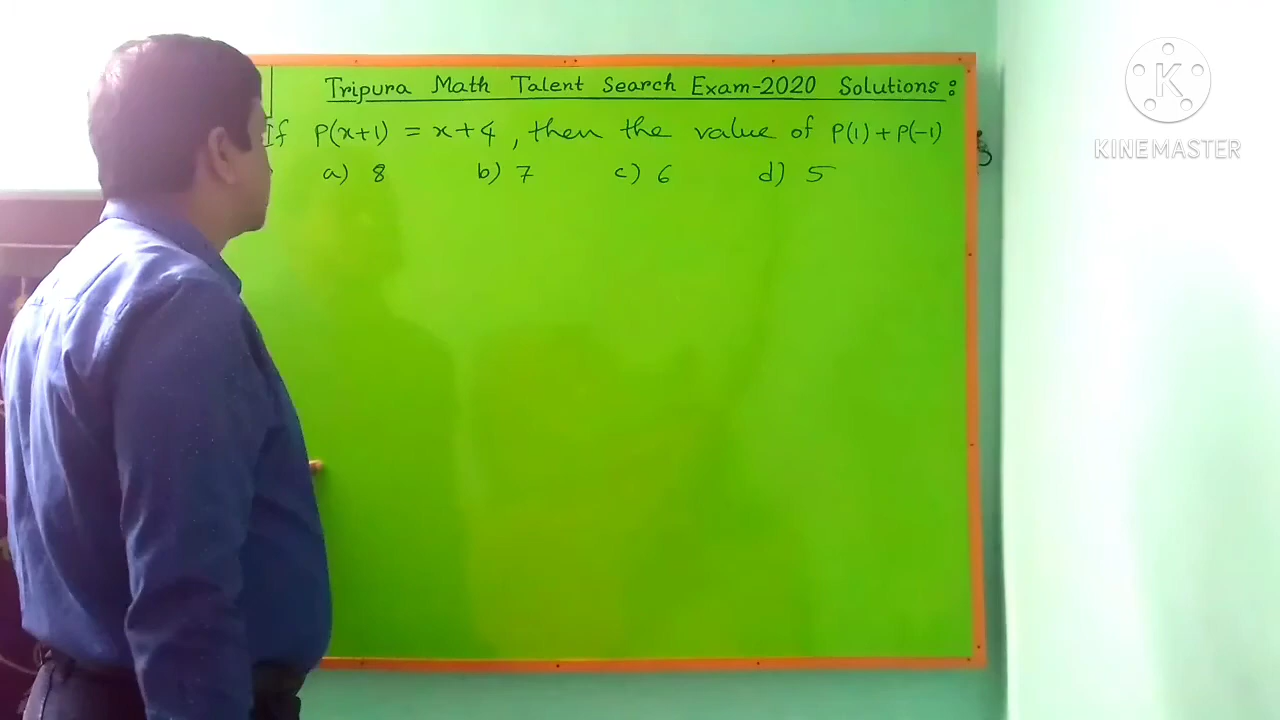 Tripura Math Talent Search Exam-2020 Solutions:
If P(x+1) = x+4, then the value of P(1)+P(-1)
a) 8 b) 7 c) 6 d) 5
K
KINEMASTER